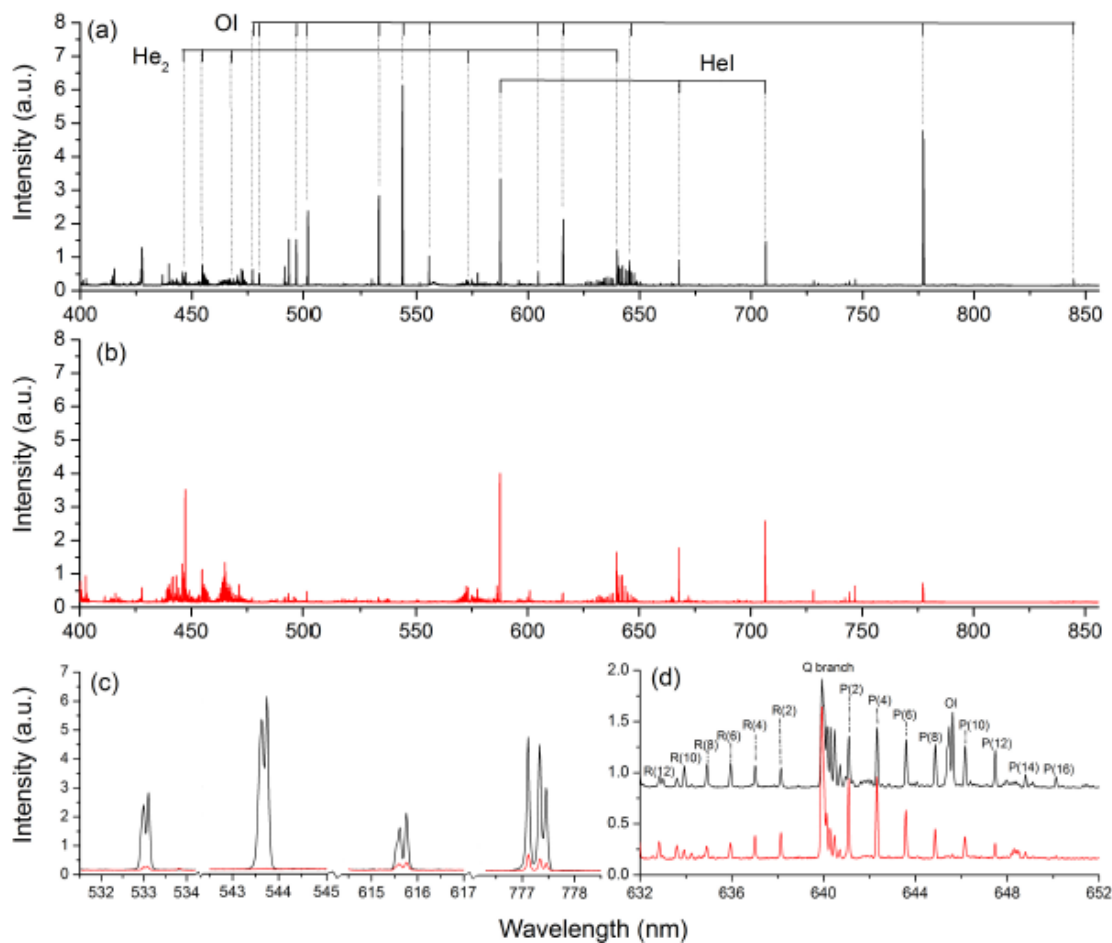 (a)
OI
He2
HeI
Intensity (a.u.)
8
7
6
5
4
3
2
1
0
400 450 500 550 600 650 700 750 800 850
(b)
Intensity (a.u.)
8
7
6
5
4
3
2
1
0
400 450 500 550 600 650 700 750 800 850
(c)
Intensity (a.u.)
7
6
5
4
3
2
1
0
532 533 534 543 544 545 615 616 617 777 778
(d)
2.0
1.5
1.0
0.5
0.0
Q branch
R(12) R(10) R(8) R(6) R(4) R(2) P(2) P(4) P(6) P(8) OI P(10) P(12) P(14) P(16)
632 636 640 644 648 652
Wavelength (nm)